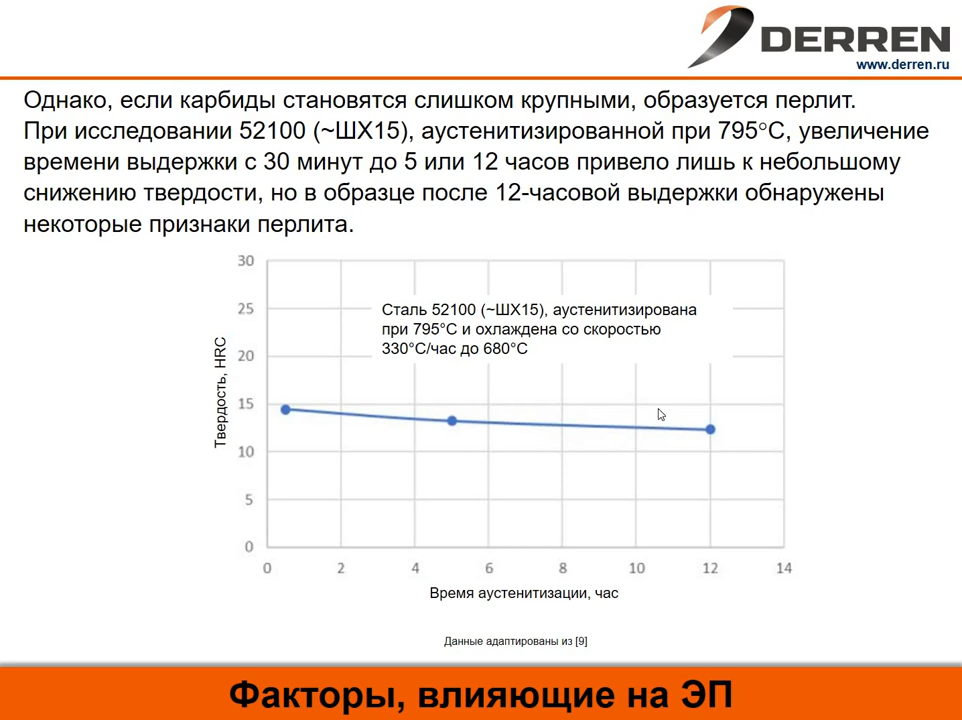 DERREN
www.derren.ru
Однако, если карбиды становятся слишком крупными, образуется перлит.
При исследовании 52100 (~ШХ15), аустенитизированной при 795°С, увеличение
времени выдержки с 30 минут до 5 или 12 часов привело лишь к небольшому
снижению твердости, но в образце после 12-часовой выдержки обнаружены
некоторые признаки перлита.
30
25
20
15
10
5
0
Твердость, HRC
Сталь 52100 (~ШХ15), аустенитизирована
при 795°С и охлаждена со скоростью
330°С/час до 680°С
0 2 4 6 8 10 12 14
Время аустенитизации, час
Данные адаптированы из [9]
Факторы, влияющие на ЭП